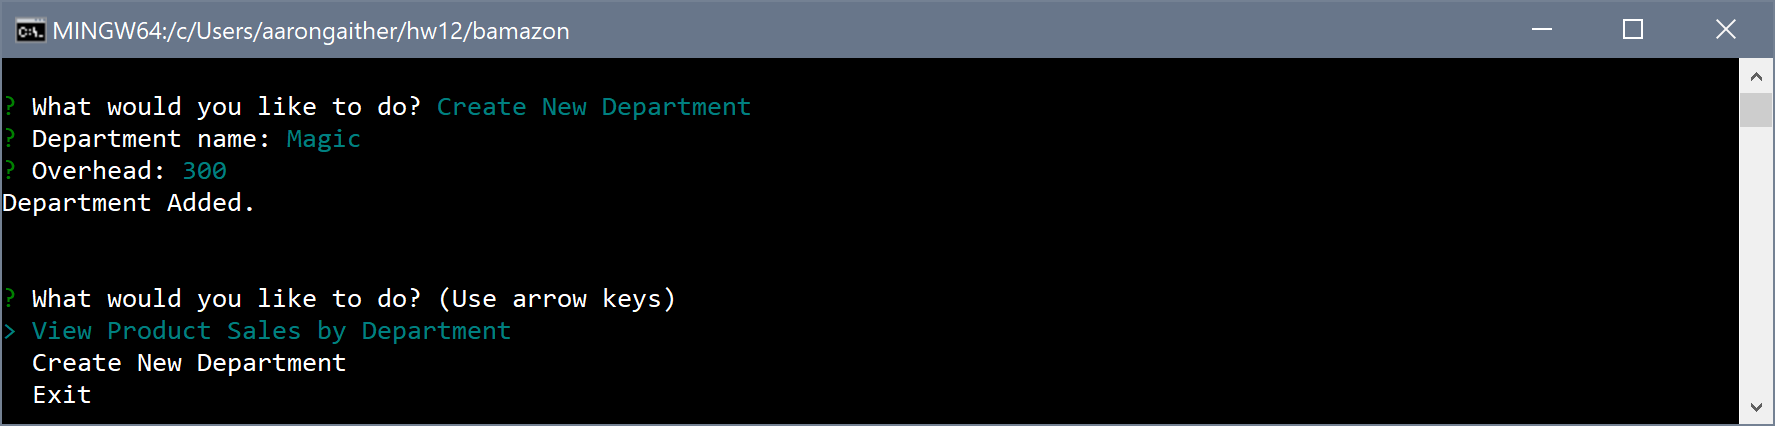 MINGW64:/c/Users/aarongaither/hw12/bamazon
? What would you like to do? Create New Department
? Department name: Magic
? Overhead: 300
Department Added.
? What would you like to do? (Use arrow keys)
> View Product Sales by Department
Create New Department
Exit